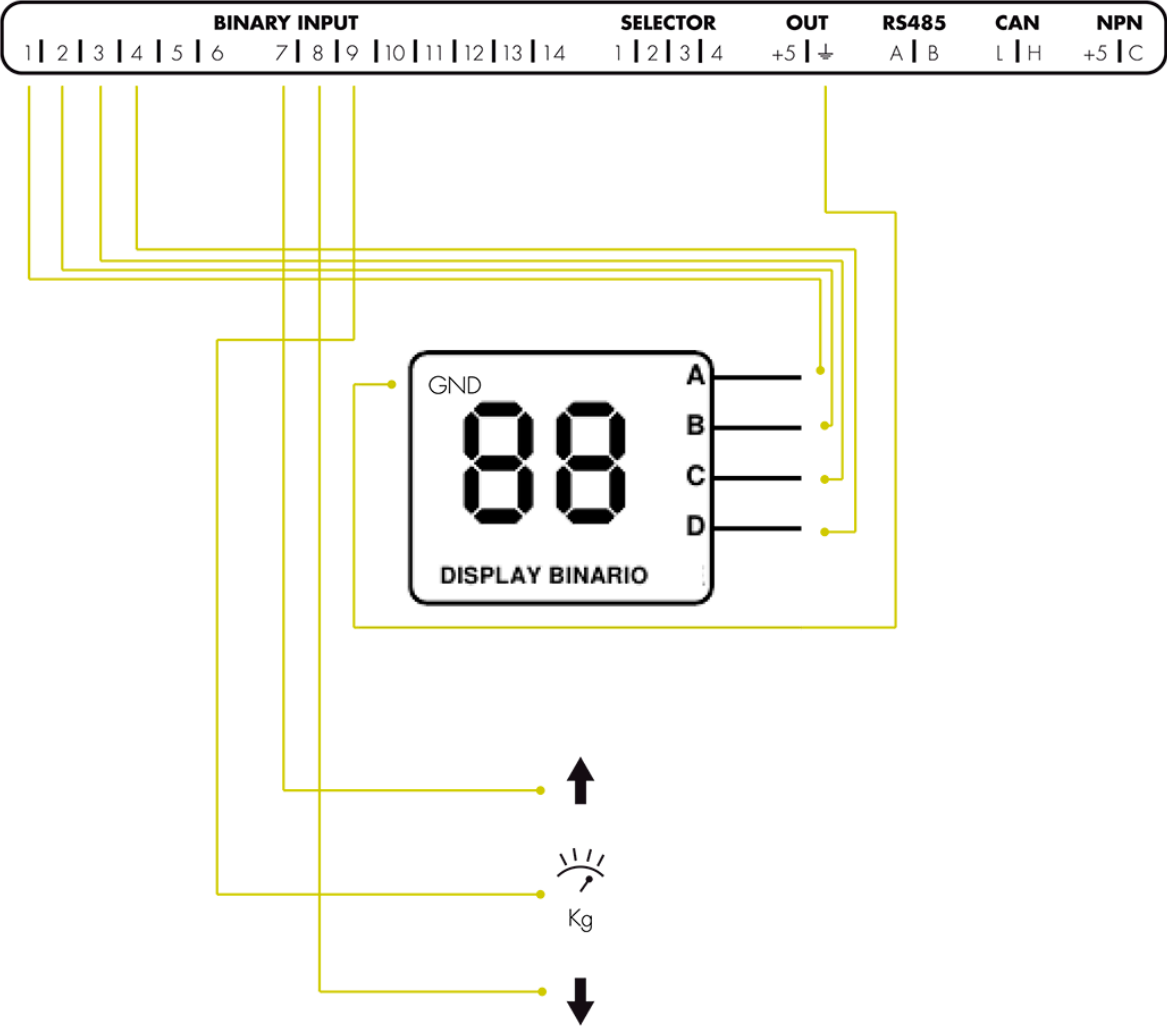 BINARY INPUT SELECTOR OUT RS485 CAN NPN
1 2 3 4 5 6 7 8 9 10 11 12 13 14 1 2 3 4 +5 A B L H +5 C
GND
A
B
C
D
88
DISPLAY BINARIO
Kg